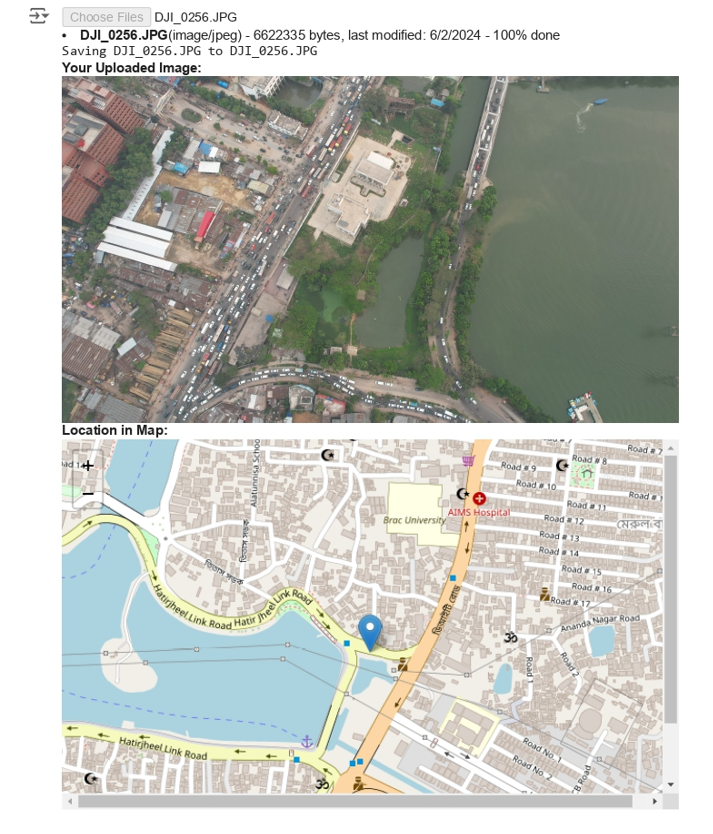 Choose Files DJI_0256.JPG
• DJI_0256.JPG(image/jpeg) - 6622335 bytes, last modified: 6/2/2024 - 100% done
Saving DJI_0256.JPG to DJI_0256.JPG
Your Uploaded Image:
Location in Map:
+
−
Alatunnisa Schoo
Road # 7
Road # 8
Road # 9
Road # 10
Road # 11
Road # 12
Road # 13
Road # 14
Road # 15
Road # 16
Road # 17
AIMS Hospital
Brac University
Hatirjheel Link Road
Hatir Jheel Link Road
Ananda Nagar Road
Road 1
Road 2
Hatirjheel Link Road
Road No. 1
Road No. 2